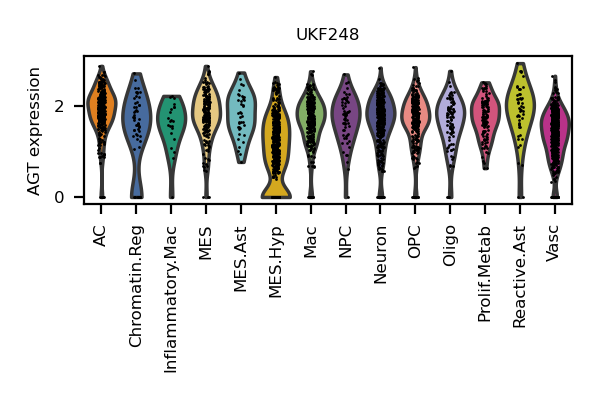 UKF248
AGT expression
2
0
AC
Chromatin.Reg
Inflammatory.Mac
MES
MES.Ast
MES.Hyp
Mac
NPC
Neuron
OPC
Oligo
Prolif.Metab
Reactive.Ast
Vasc